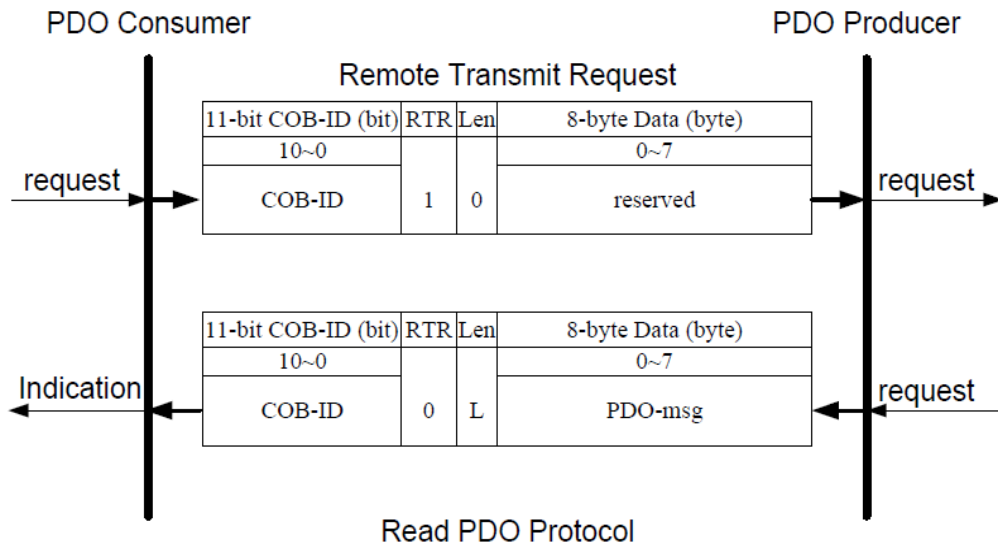 PDO Consumer PDO Producer
Remote Transmit Request
11-bit COB-ID (bit) RTR Len 8-byte Data (byte)
10~0 0~7
request COB-ID 1 0 reserved request
11-bit COB-ID (bit) RTR Len 8-byte Data (byte)
10~0 0~7
Indication COB-ID 0 L PDO-msg request
Read PDO Protocol